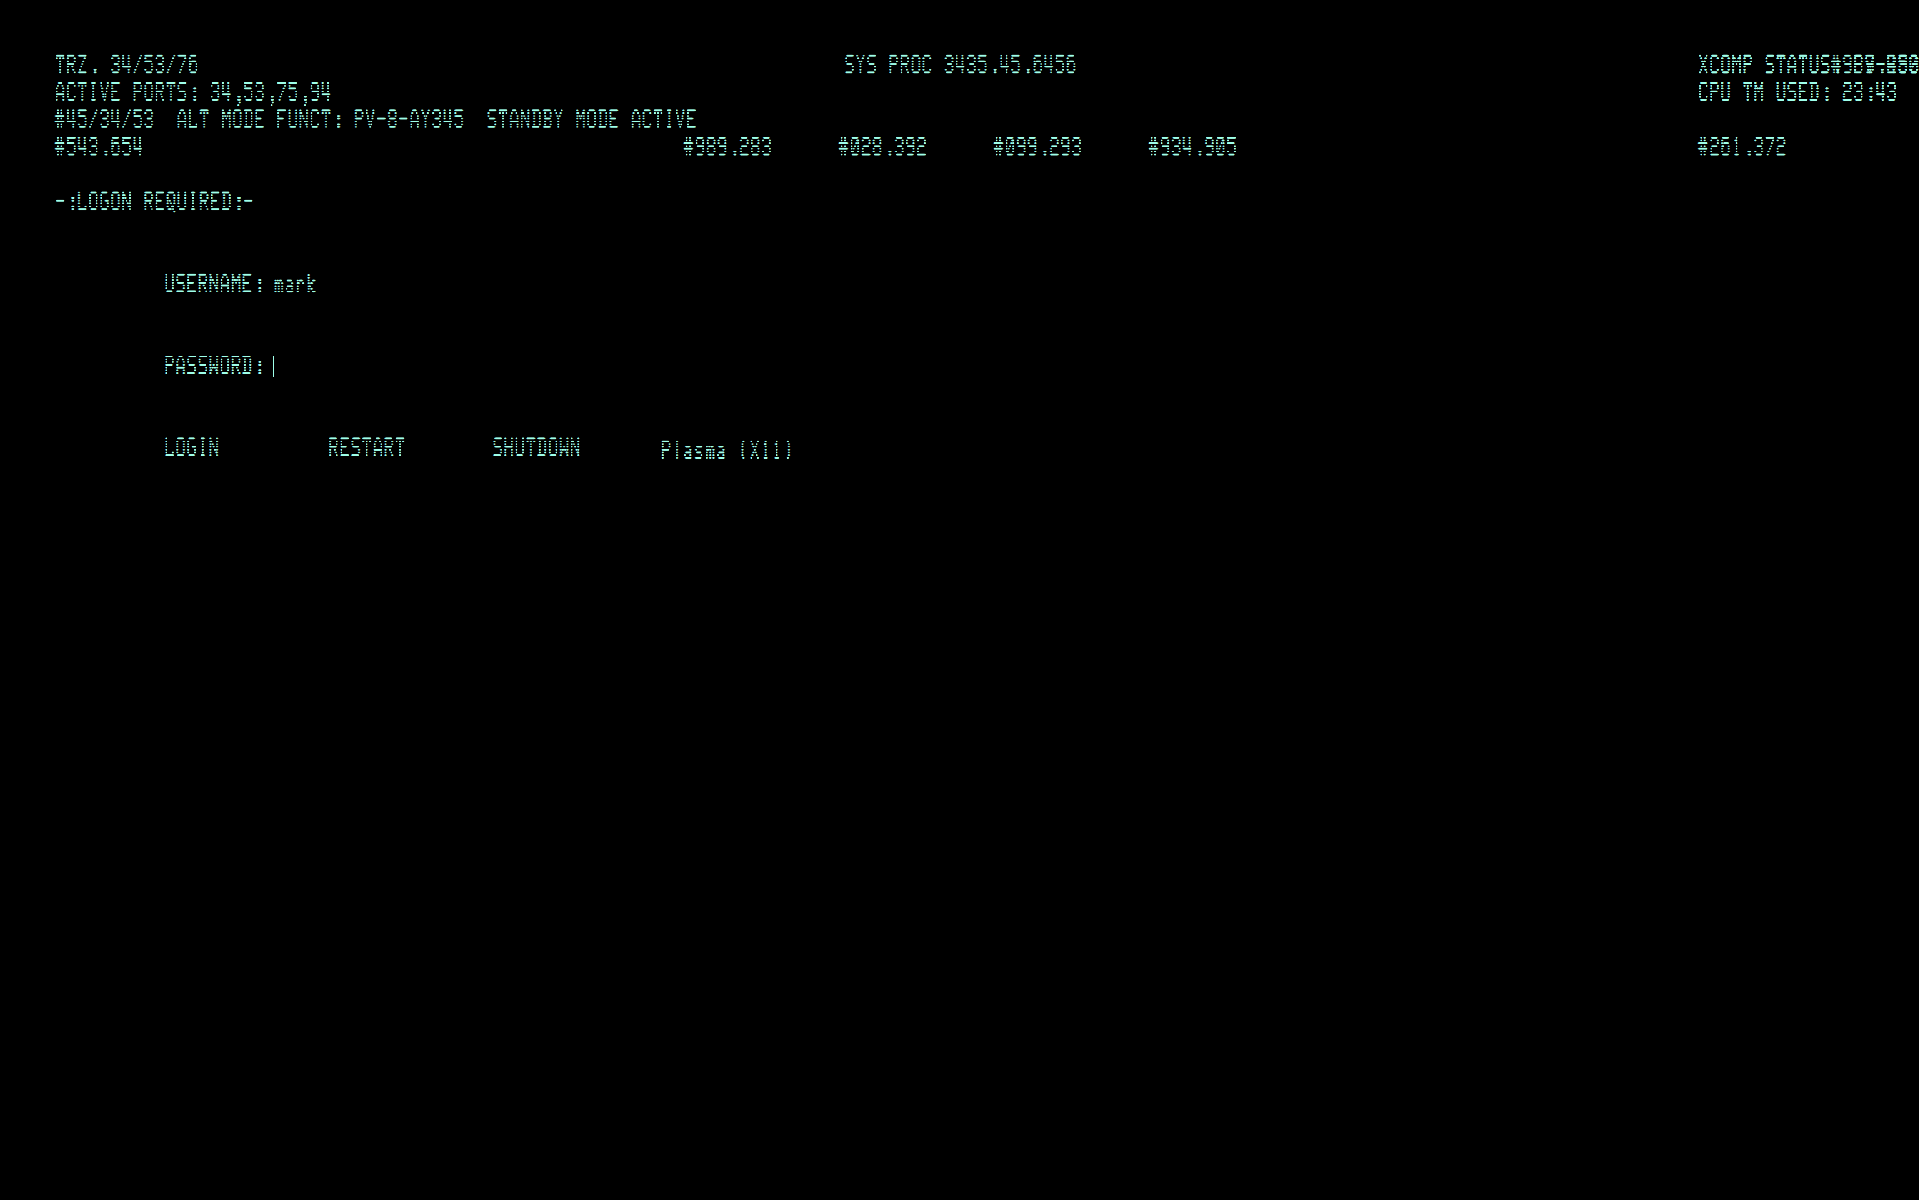 TRZ. 34/53/76 SYS PROC 3435.45.6456 XCOMP STATUS
ACTIVE PORTS: 34,53,75,94 CPU TM USED: 23:43
#45/34/53 ALT MODE FUNCT: PV-8-AY345 STANDBY MODE ACTIVE
#543.654 #989.283 #028.392 #099.293 #934.905 #261.372
-:LOGON REQUIRED:-
USERNAME: mark
PASSWORD:
LOGIN RESTART SHUTDOWN Plasma (X11)